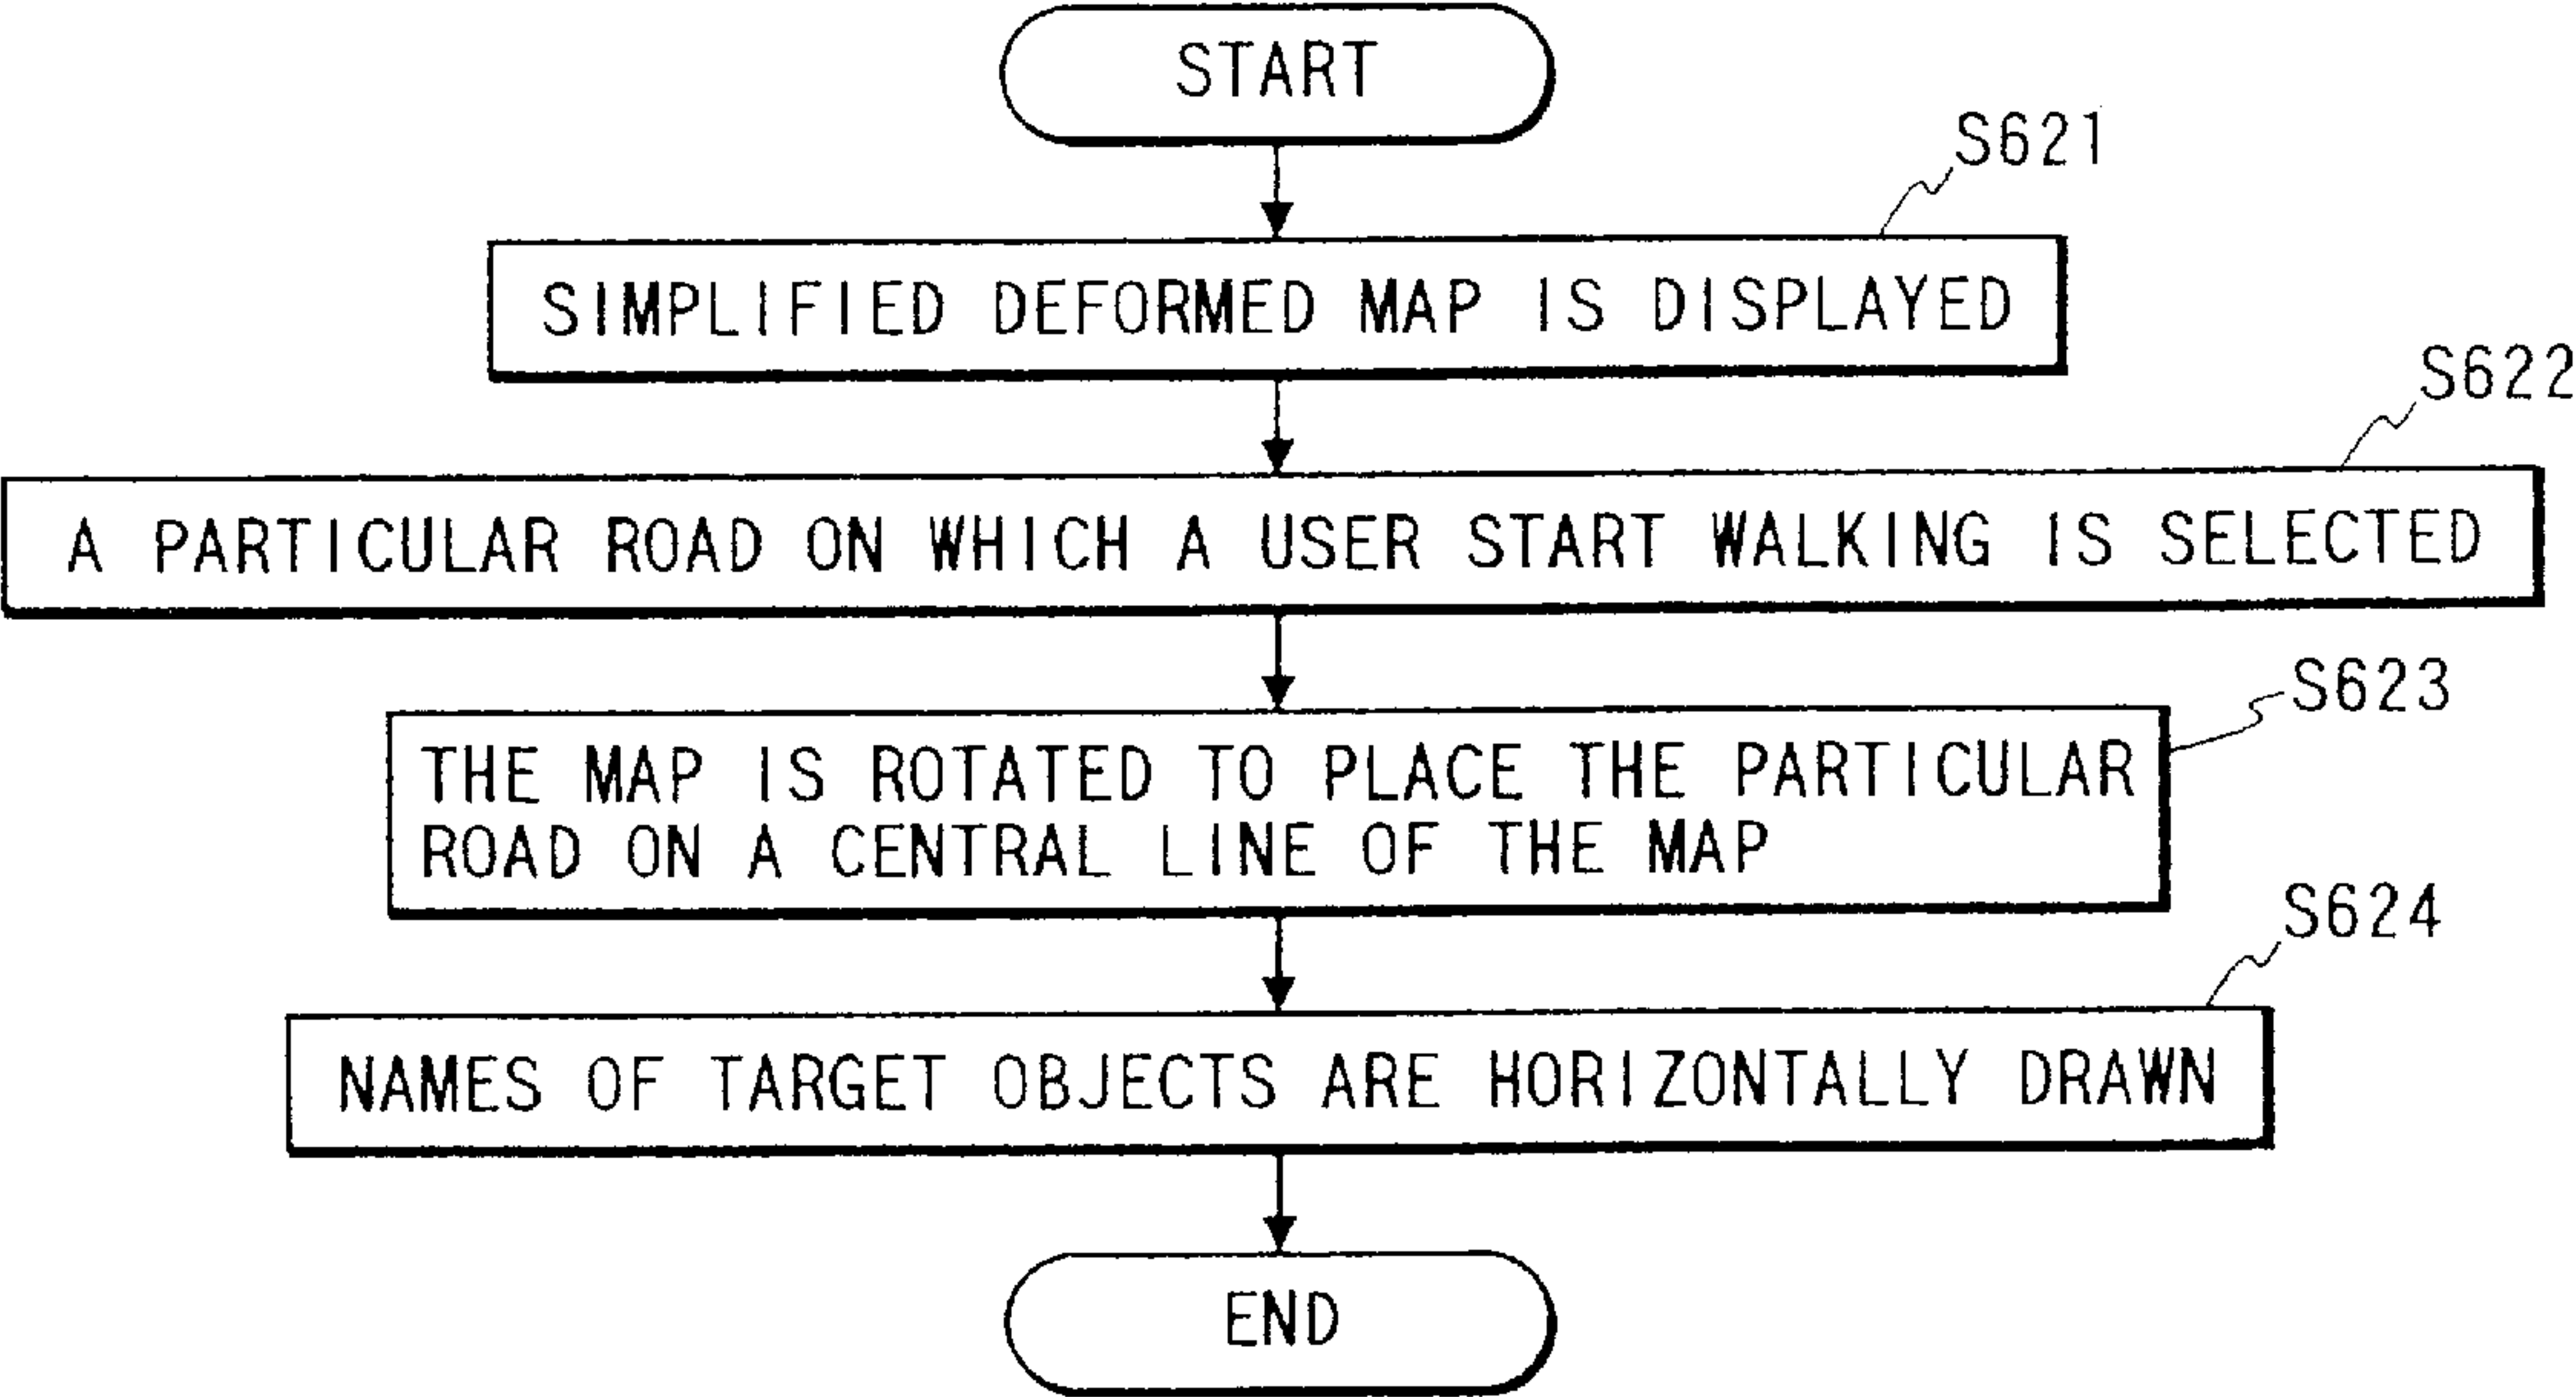 START
S621
SIMPLIFIED DEFORMED MAP IS DISPLAYED
S622
A PARTICULAR ROAD ON WHICH A USER START WALKING IS SELECTED
S623
THE MAP IS ROTATED TO PLACE THE PARTICULAR
ROAD ON A CENTRAL LINE OF THE MAP
S624
NAMES OF TARGET OBJECTS ARE HORIZONTALLY DRAWN
END